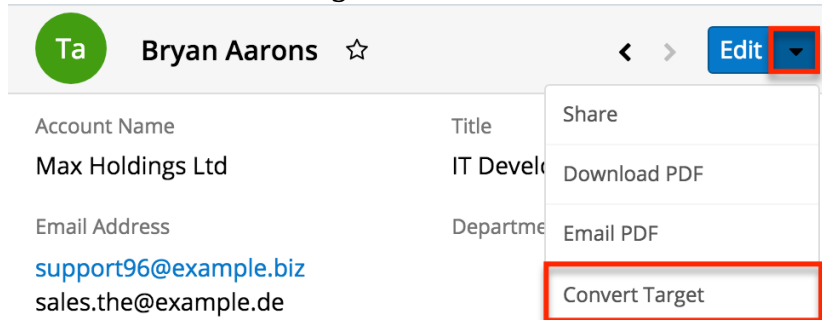 Ta Bryan Aarons Edit
Share
Account Name Title
Max Holdings Ltd IT
Download PDF
Email Address
Email PDF
support96@example.biz
sales.the@example.de
Convert Target